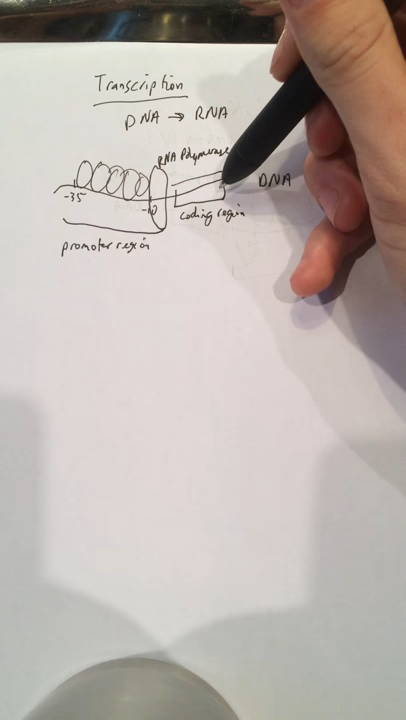 Transcription
DNA → RNA
RNA Polymerase
DNA
-35
-10
coding region
promoter region